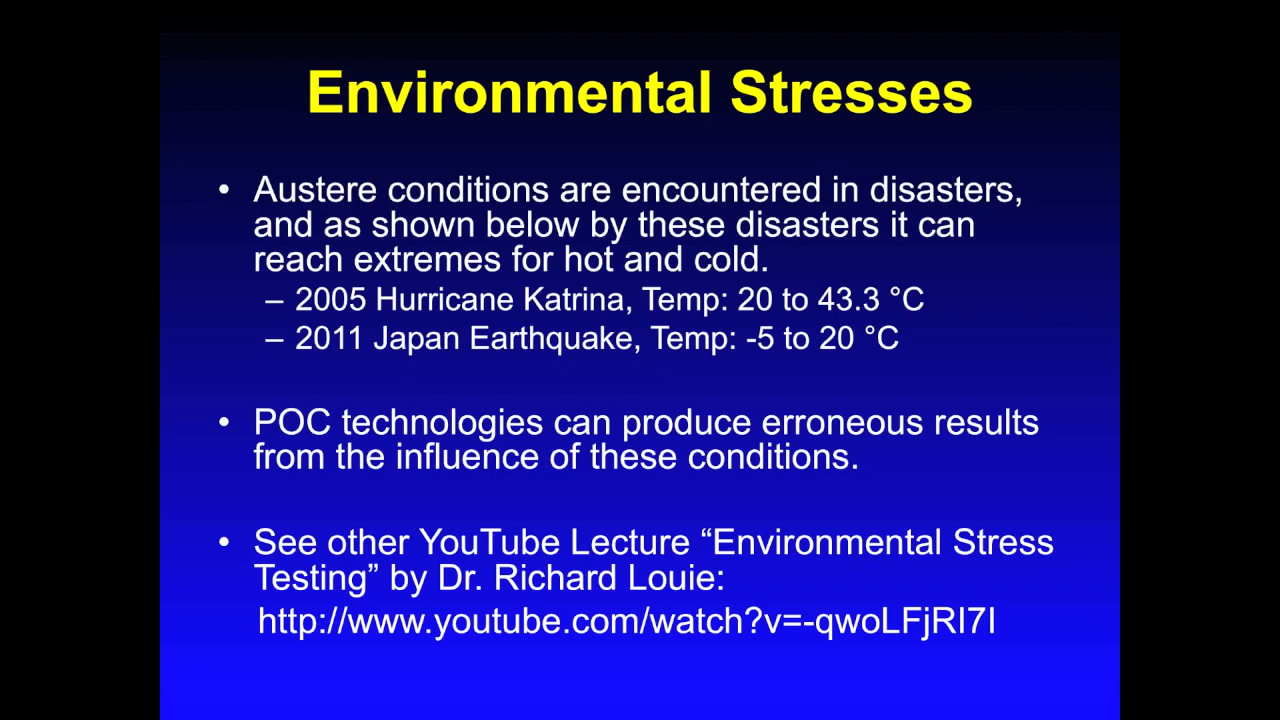 Environmental Stresses
• Austere conditions are encountered in disasters,
and as shown below by these disasters it can
reach extremes for hot and cold.
– 2005 Hurricane Katrina, Temp: 20 to 43.3 °C
– 2011 Japan Earthquake, Temp: -5 to 20 °C
• POC technologies can produce erroneous results
from the influence of these conditions.
• See other YouTube Lecture “Environmental Stress
Testing” by Dr. Richard Louie:
http://www.youtube.com/watch?v=-qwoLFjRI7I